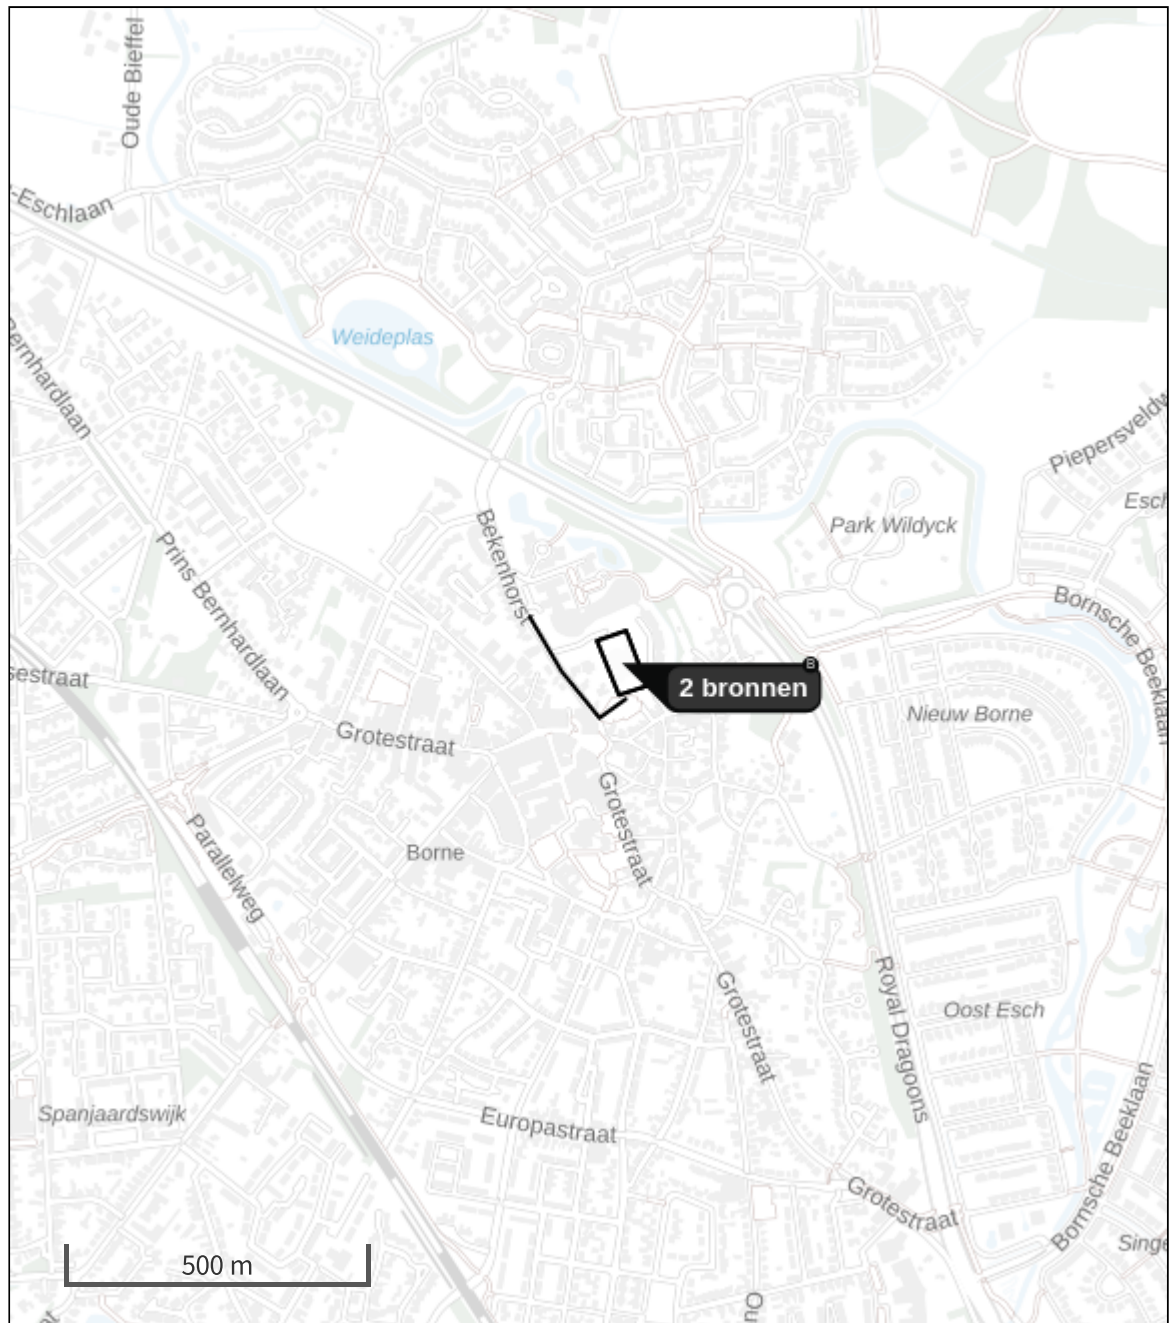 Oude Bieffel
-Eschlaan
Weideplas
Bernhardlaan
Piepersveldw
Esch
Park Wildyck
Bekenhorst
Prins Bernhardlaan
Bornsche Beeklaan
sestraat
B
2 bronnen
Nieuw Borne
Grotestraat
Grotestraat
Parallelweg
Borne
Royal Dragoons
Grotestraat
Oost Esch
Spanjaardswijk
Europastraat
Bornsche Beeklaan
Grotestraat
Singe
500 m
Ou